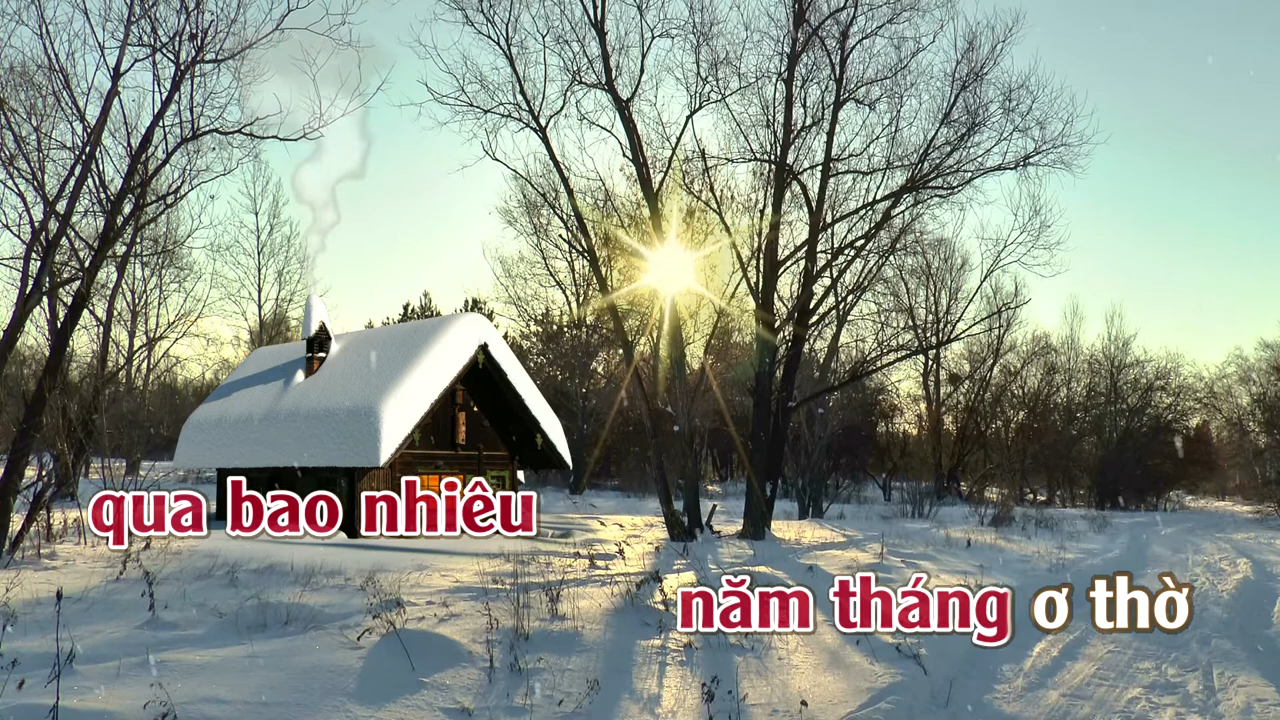 qua bao nhiêu
năm tháng ơ thờ